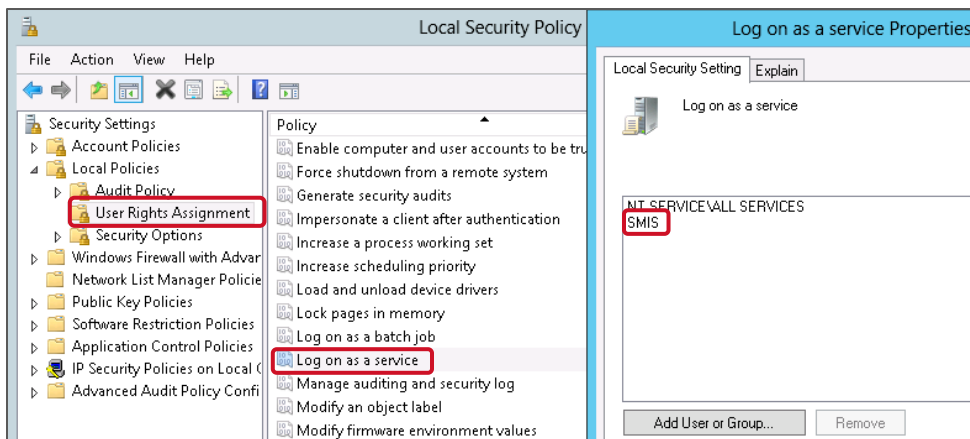 Local Security Policy
File Action View Help
Security Settings
Account Policies
Local Policies
Audit Policy
User Rights Assignment
Security Options
Windows Firewall with Advar
Network List Manager Policie
Public Key Policies
Software Restriction Policies
Application Control Policies
IP Security Policies on Local (
Advanced Audit Policy Confi
Policy
Enable computer and user accounts to be tru
Force shutdown from a remote system
Generate security audits
Impersonate a client after authentication
Increase a process working set
Increase scheduling priority
Load and unload device drivers
Lock pages in memory
Log on as a batch job
Log on as a service
Manage auditing and security log
Modify an object label
Modify firmware environment values
Log on as a service Properties
Local Security Setting Explain
Log on as a service
NT SERVICE\ALL SERVICES
SMIS
Add User or Group... Remove